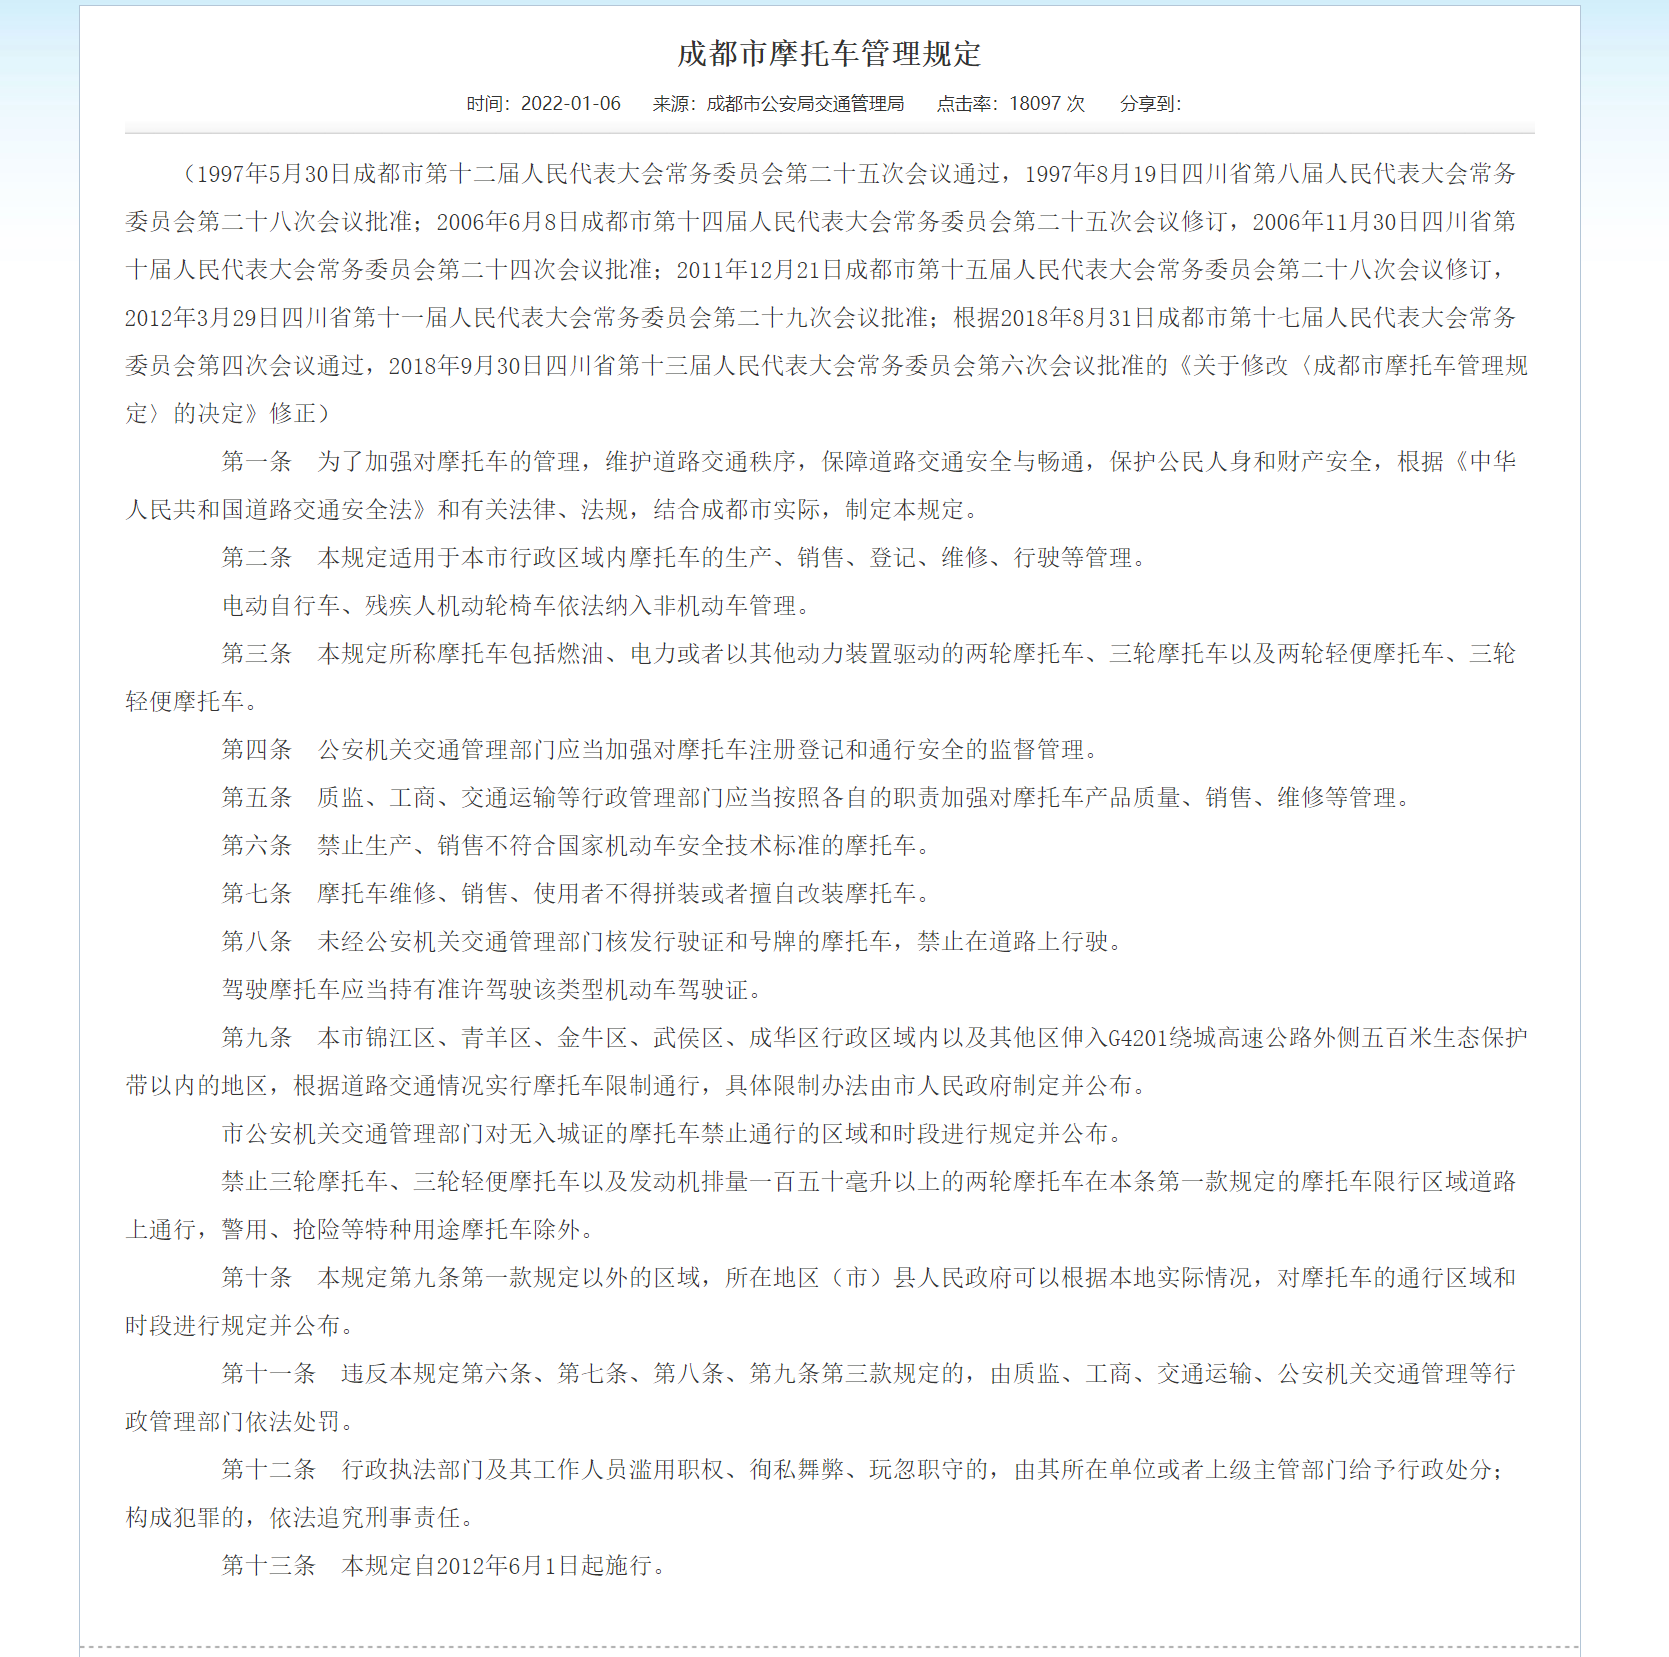 成都市摩托车管理规定
时间：2022-01-06 来源：成都市公安局交通管理局 点击率：18097 次 分享到：
（1997年5月30日成都市第十二届人民代表大会常务委员会第二十五次会议通过，1997年8月19日四川省第八届人民代表大会常务
委员会第二十八次会议批准；2006年6月8日成都市第十四届人民代表大会常务委员会第二十五次会议修订，2006年11月30日四川省第
十届人民代表大会常务委员会第二十四次会议批准；2011年12月21日成都市第十五届人民代表大会常务委员会第二十八次会议修订，
2012年3月29日四川省第十一届人民代表大会常务委员会第二十九次会议批准；根据2018年8月31日成都市第十七届人民代表大会常务
委员会第四次会议通过，2018年9月30日四川省第十三届人民代表大会常务委员会第六次会议批准的《关于修改〈成都市摩托车管理规
定〉的决定》修正）
第一条　为了加强对摩托车的管理，维护道路交通秩序，保障道路交通安全与畅通，保护公民人身和财产安全，根据《中华
人民共和国道路交通安全法》和有关法律、法规，结合成都市实际，制定本规定。
第二条　本规定适用于本市行政区域内摩托车的生产、销售、登记、维修、行驶等管理。
电动自行车、残疾人机动轮椅车依法纳入非机动车管理。
第三条　本规定所称摩托车包括燃油、电力或者以其他动力装置驱动的两轮摩托车、三轮摩托车以及两轮轻便摩托车、三轮
轻便摩托车。
第四条　公安机关交通管理部门应当加强对摩托车注册登记和通行安全的监督管理。
第五条　质监、工商、交通运输等行政管理部门应当按照各自的职责加强对摩托车产品质量、销售、维修等管理。
第六条　禁止生产、销售不符合国家机动车安全技术标准的摩托车。
第七条　摩托车维修、销售、使用者不得拼装或者擅自改装摩托车。
第八条　未经公安机关交通管理部门核发行驶证和号牌的摩托车，禁止在道路上行驶。
驾驶摩托车应当持有准许驾驶该类型机动车驾驶证。
第九条　本市锦江区、青羊区、金牛区、武侯区、成华区行政区域内以及其他区伸入G4201绕城高速公路外侧五百米生态保护
带以内的地区，根据道路交通情况实行摩托车限制通行，具体限制办法由市人民政府制定并公布。
市公安机关交通管理部门对无入城证的摩托车禁止通行的区域和时段进行规定并公布。
禁止三轮摩托车、三轮轻便摩托车以及发动机排量一百五十毫升以上的两轮摩托车在本条第一款规定的摩托车限行区域道路
上通行，警用、抢险等特种用途摩托车除外。
第十条　本规定第九条第一款规定以外的区域，所在地区（市）县人民政府可以根据本地实际情况，对摩托车的通行区域和
时段进行规定并公布。
第十一条　违反本规定第六条、第七条、第八条、第九条第三款规定的，由质监、工商、交通运输、公安机关交通管理等行
政管理部门依法处罚。
第十二条　行政执法部门及其工作人员滥用职权、徇私舞弊、玩忽职守的，由其所在单位或者上级主管部门给予行政处分；
构成犯罪的，依法追究刑事责任。
第十三条　本规定自2012年6月1日起施行。